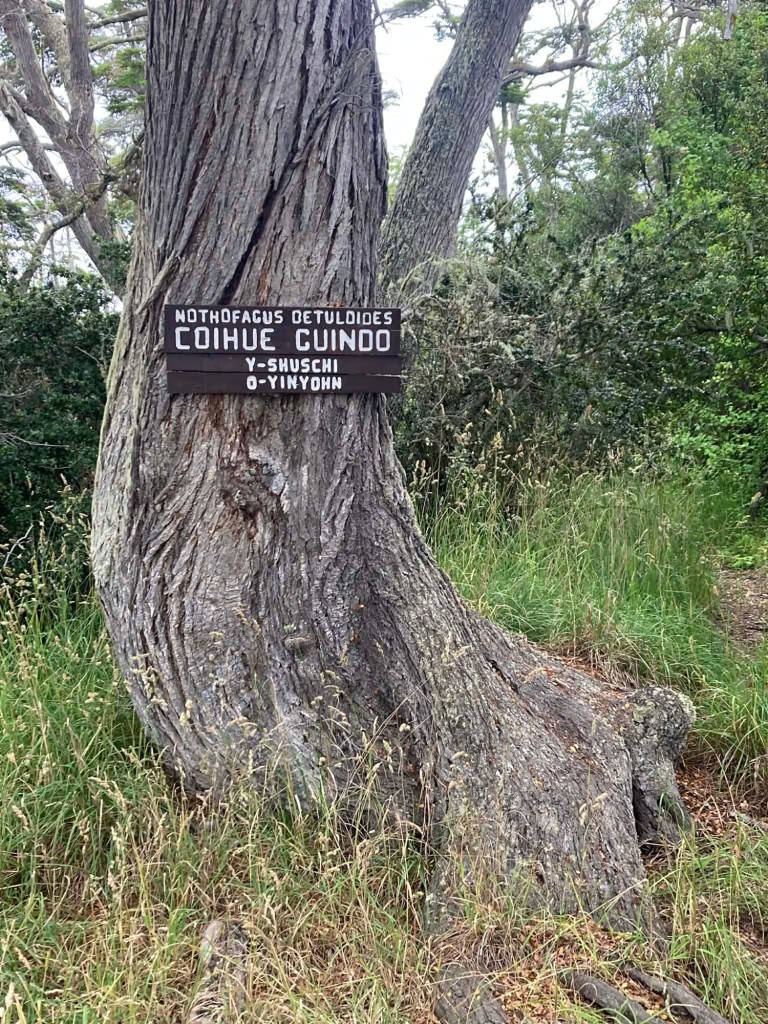 NOTHOFAGUS BETULOIDES
COIHUE GUINDO
Y-SHUSCHI
O-YINYOHN